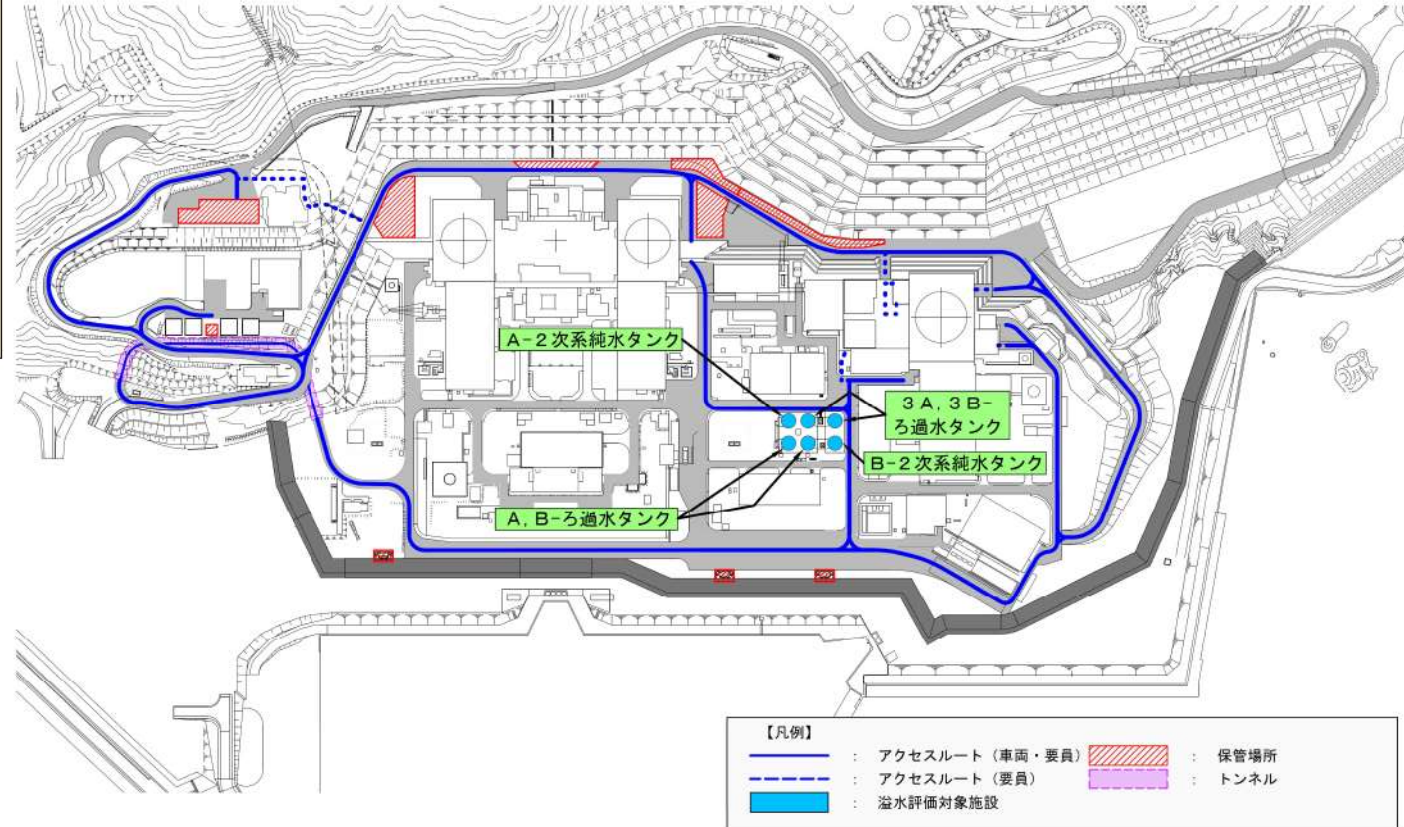 A-2次系純水タンク
3A,3B-
ろ過水タンク
B-2次系純水タンク
A,B-ろ過水タンク
【凡例】
: アクセスルート(車両・要員)
: 保管場所
: アクセスルート(要員)
: トンネル
: 溢水評価対象施設